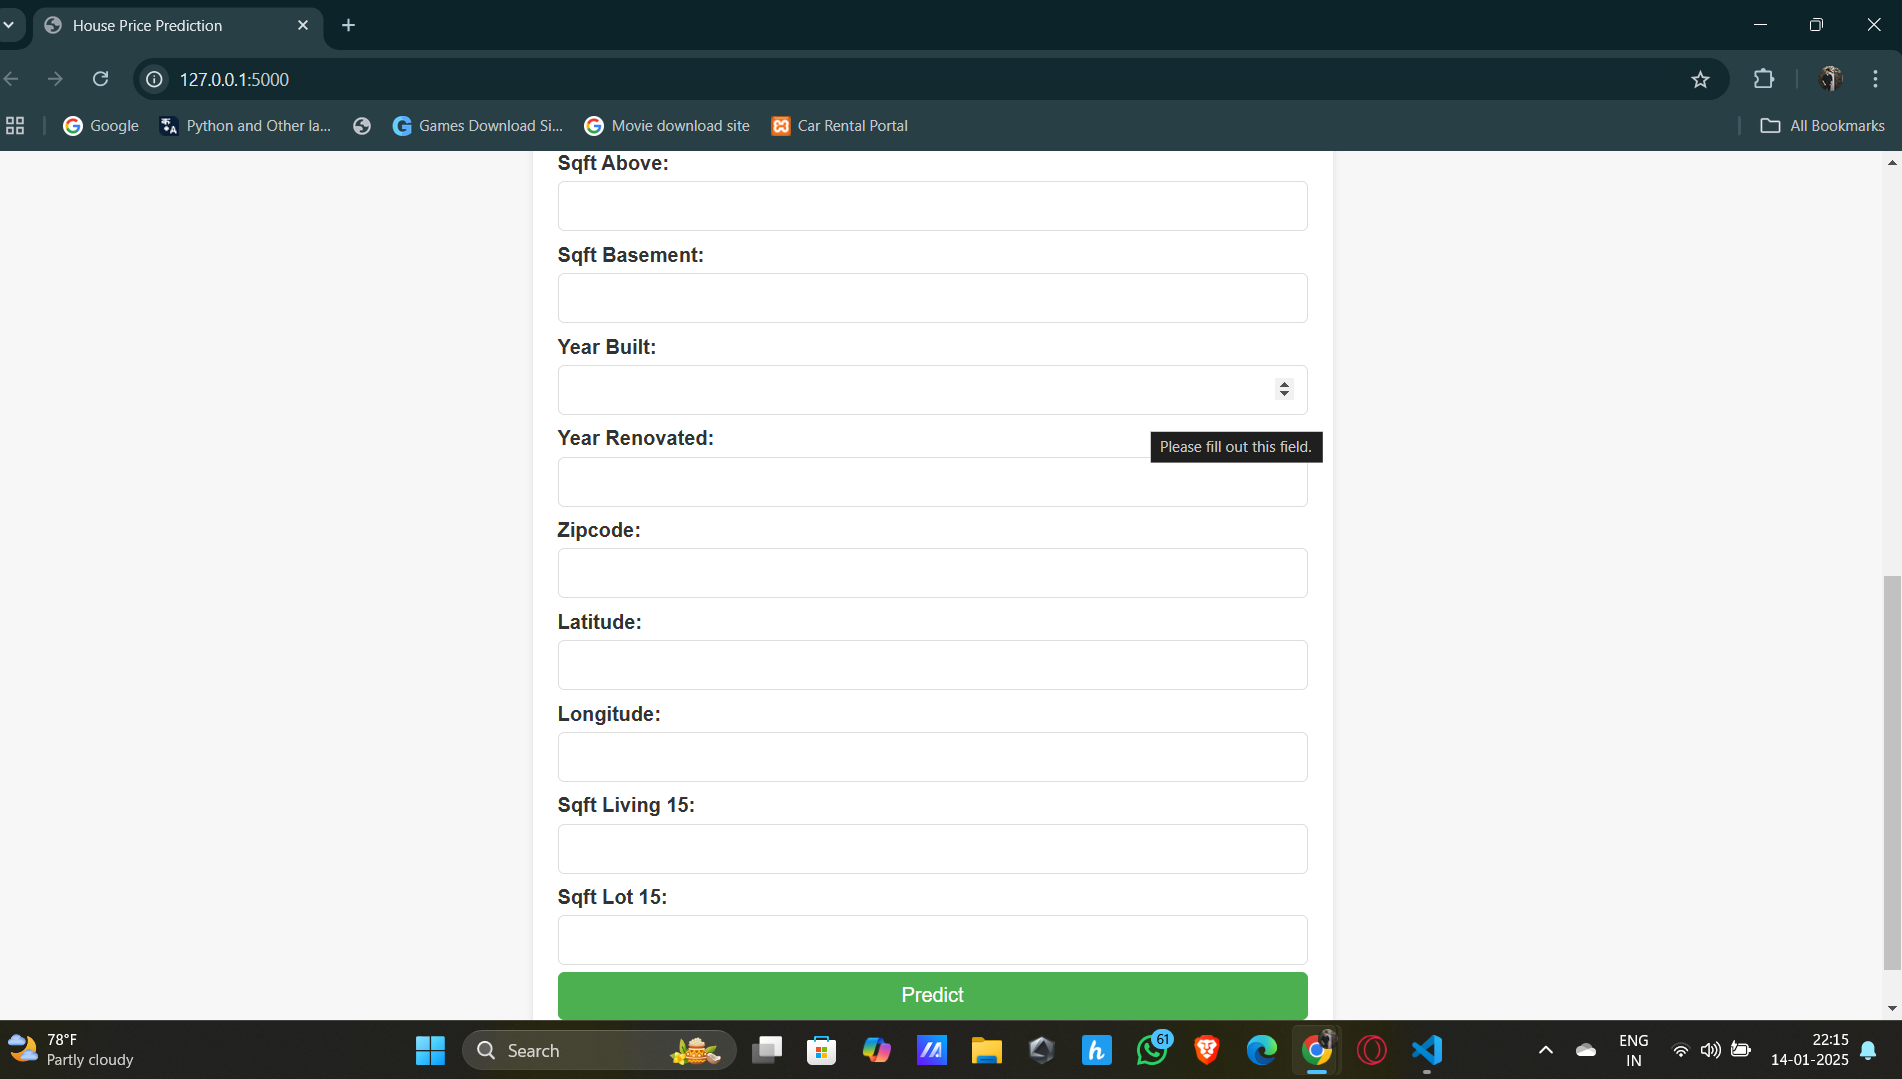 House Price Prediction
127.0.0.1:5000
Google
Python and Other la...
Games Download Si...
Movie download site
Car Rental Portal
All Bookmarks
Sqft Above:
Sqft Basement:
Year Built:
Year Renovated:
Please fill out this field.
Zipcode:
Latitude:
Longitude:
Sqft Living 15:
Sqft Lot 15:
Predict
78°F
Partly cloudy
Search
61
ENG
IN
22:15
14-01-2025